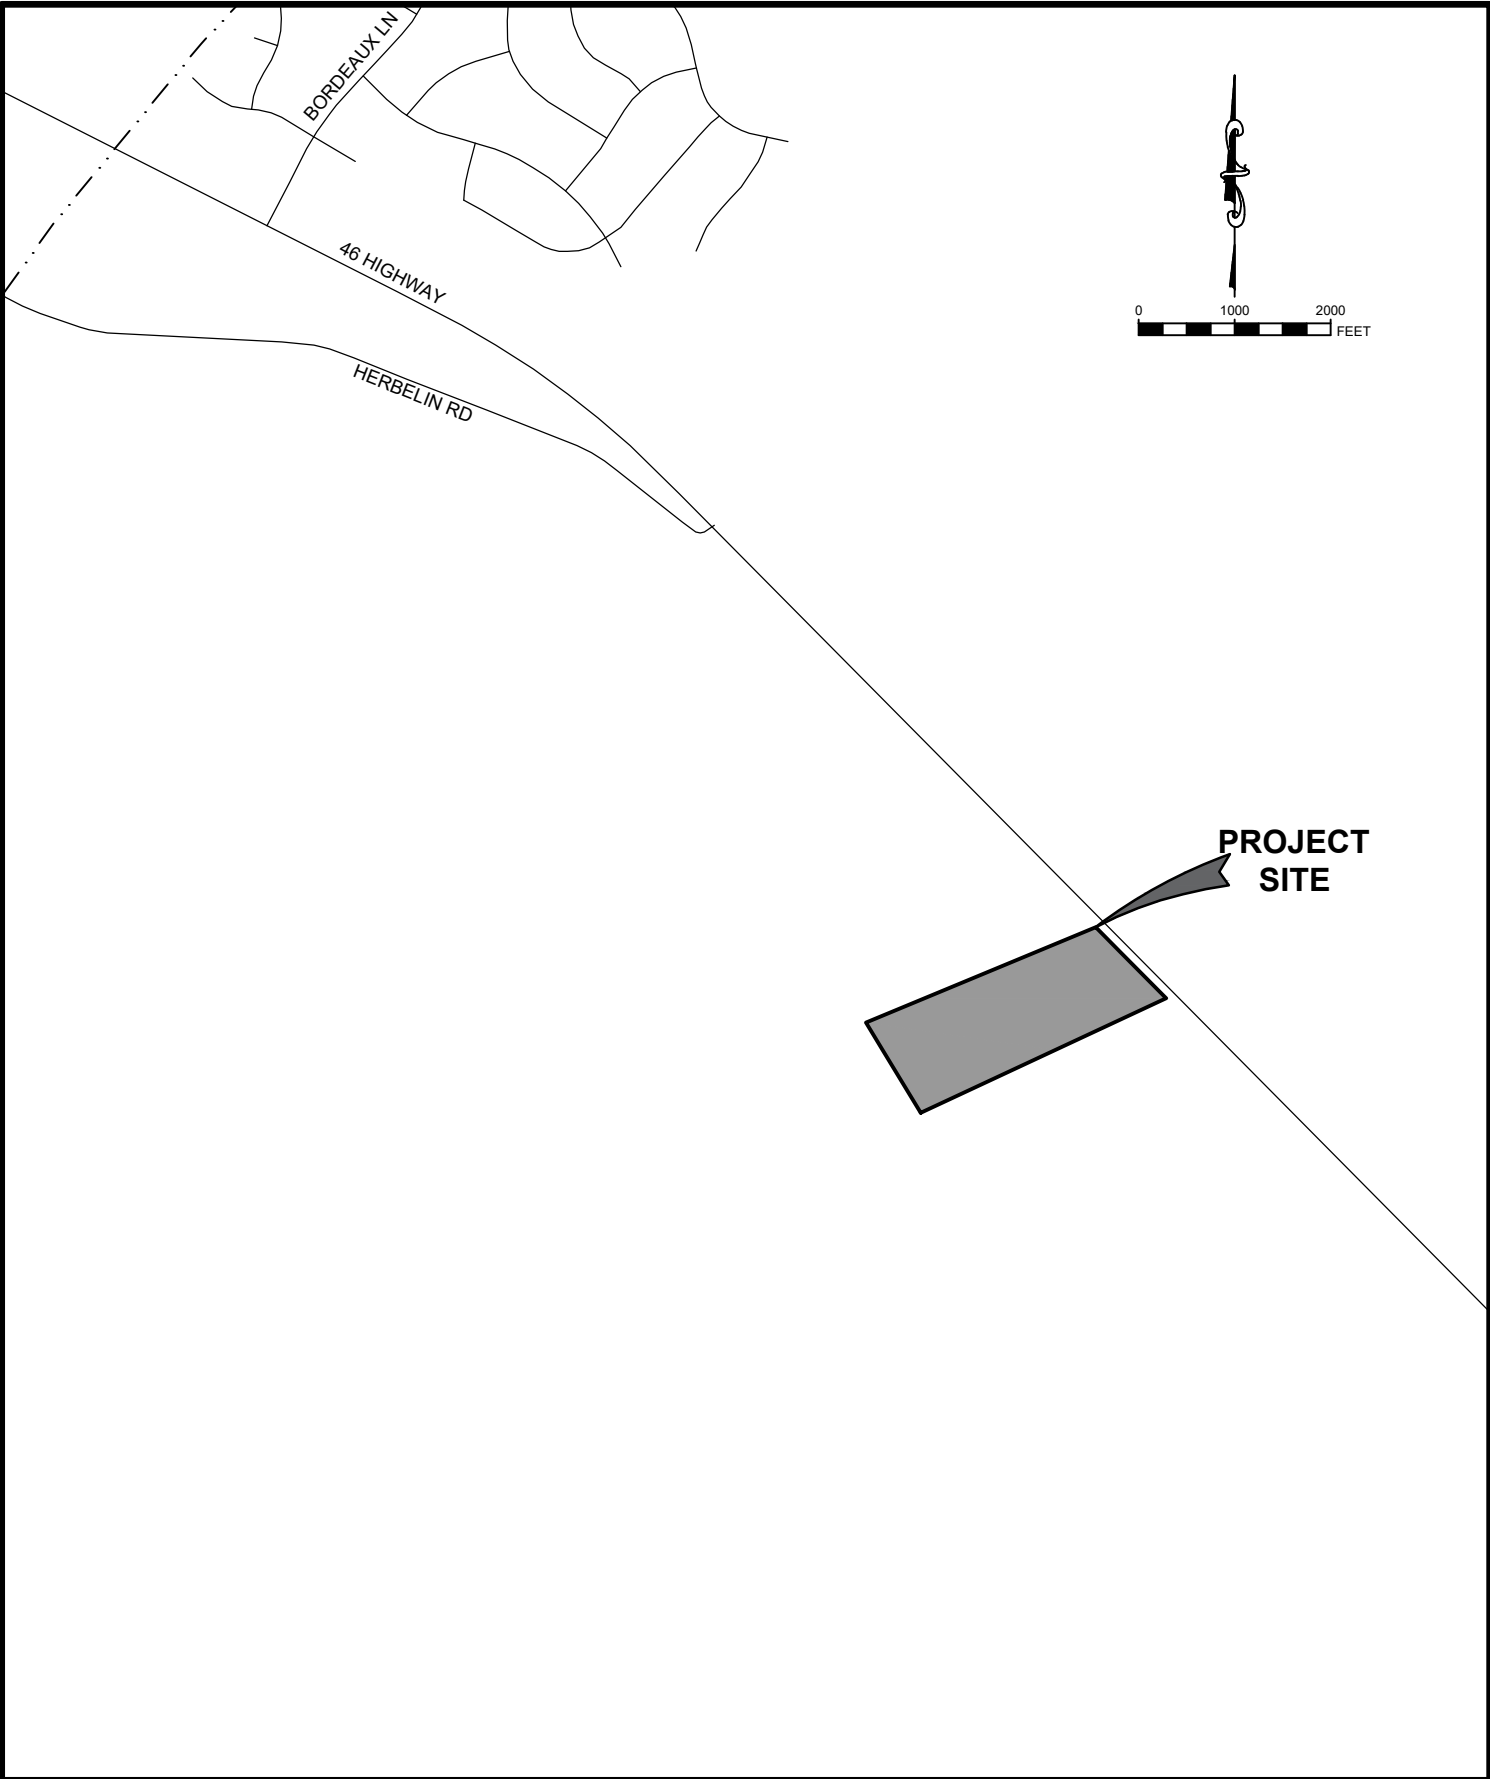 BORDEAUX LN
46 HIGHWAY
HERBELIN RD
0 1000 2000
FEET
PROJECT
SITE